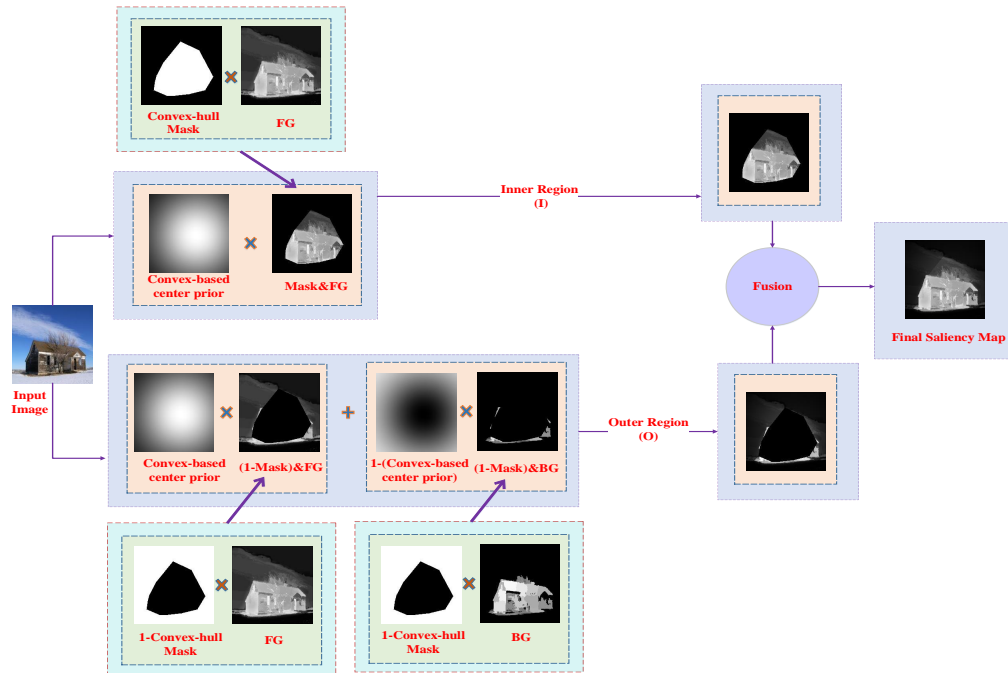 Convex-hull
Mask
FG
Convex-based
center prior
Mask&FG
Inner Region
(I)
Fusion
Final Saliency Map
Input
Image
Convex-based
center prior
(1-Mask)&FG
1-(Convex-based
center prior)
(1-Mask)&BG
Outer Region
(O)
1-Convex-hull
Mask
FG
1-Convex-hull
Mask
BG